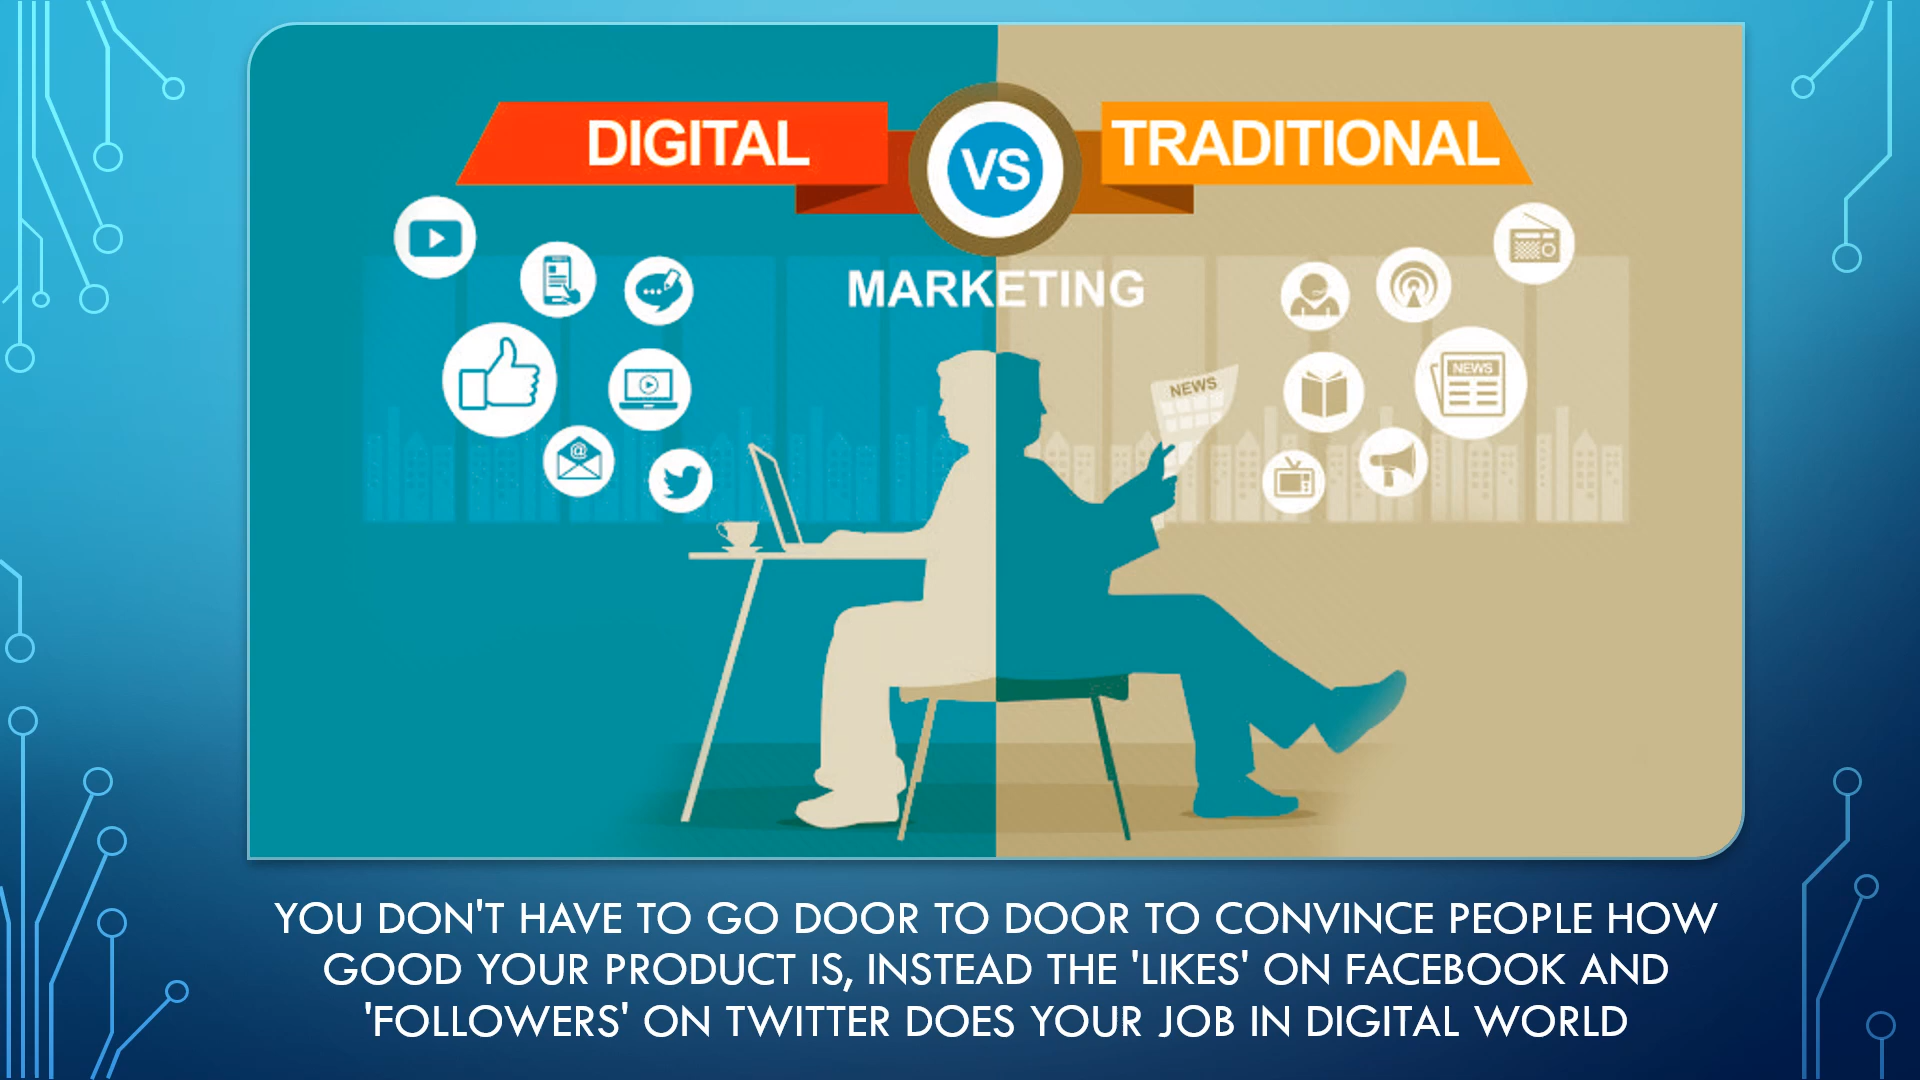 DIGITAL
VS
TRADITIONAL
MARKETING
NEWS
NEWS
@
YOU DON'T HAVE TO GO DOOR TO DOOR TO CONVINCE PEOPLE HOW
GOOD YOUR PRODUCT IS, INSTEAD THE 'LIKES' ON FACEBOOK AND
'FOLLOWERS' ON TWITTER DOES YOUR JOB IN DIGITAL WORLD